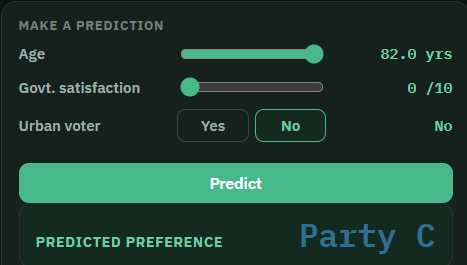 MAKE A PREDICTION
Age 82.0 yrs
Govt. satisfaction 0 /10
Urban voter Yes No No
Predict
PREDICTED PREFERENCE Party C